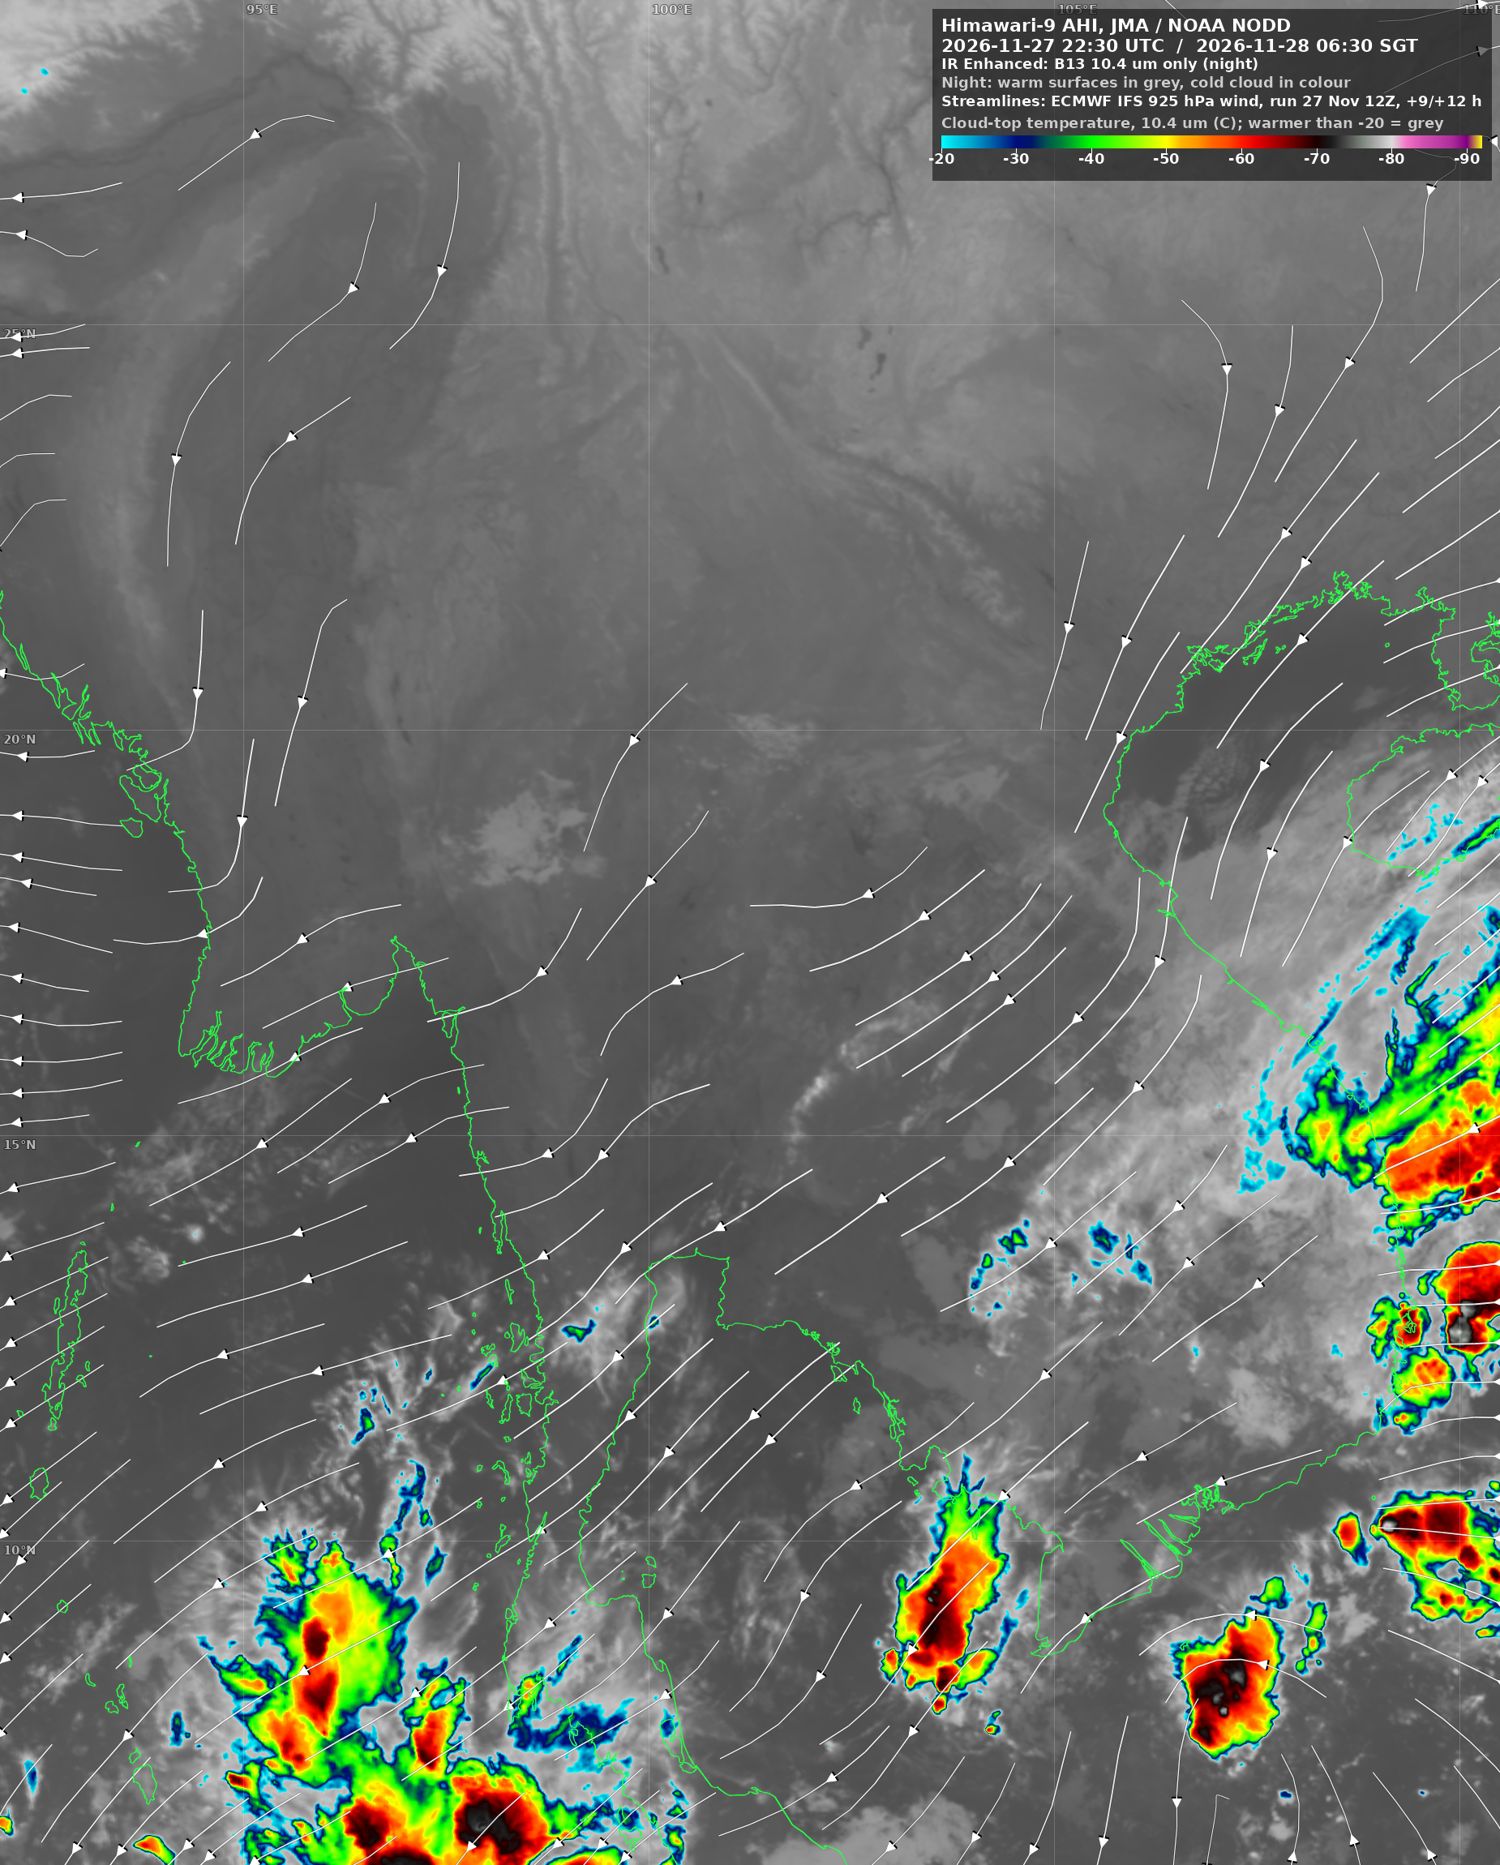 95°E
100°E
105°E
110°E
Himawari-9 AHI, JMA / NOAA NODD
2026-11-27 22:30 UTC / 2026-11-28 06:30 SGT
IR Enhanced: B13 10.4 um only (night)
Night: warm surfaces in grey, cold cloud in colour
Streamlines: ECMWF IFS 925 hPa wind, run 27 Nov 12Z, +9/+12 h
Cloud-top temperature, 10.4 um (C); warmer than -20 = grey
-20 -30 -40 -50 -60 -70 -80 -90
25°N
20°N
15°N
10°N